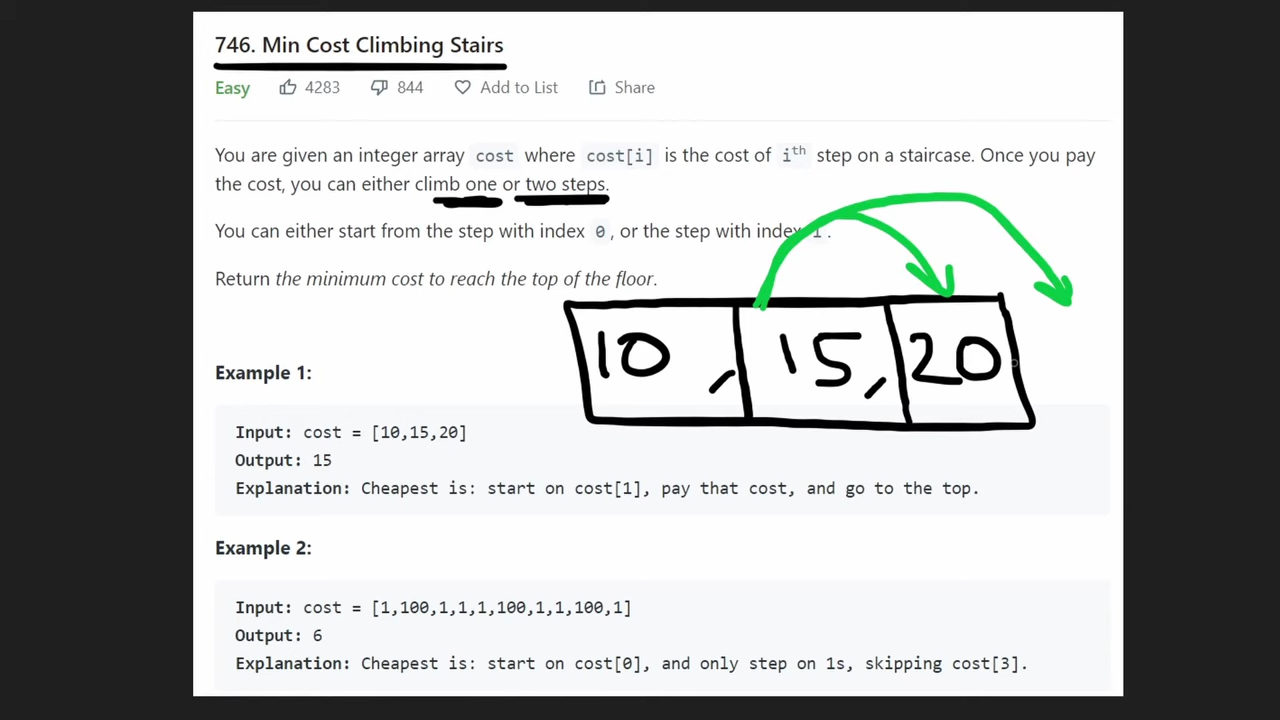 746. Min Cost Climbing Stairs
Easy 4283 844 Add to List Share
You are given an integer array cost where cost[i] is the cost of ith step on a staircase. Once you pay
the cost, you can either climb one or two steps.
You can either start from the step with index 0, or the step with index 1.
Return the minimum cost to reach the top of the floor.
10, 15, 20
Example 1:
Input: cost = [10,15,20]
Output: 15
Explanation: Cheapest is: start on cost[1], pay that cost, and go to the top.
Example 2:
Input: cost = [1,100,1,1,1,100,1,1,100,1]
Output: 6
Explanation: Cheapest is: start on cost[0], and only step on 1s, skipping cost[3].